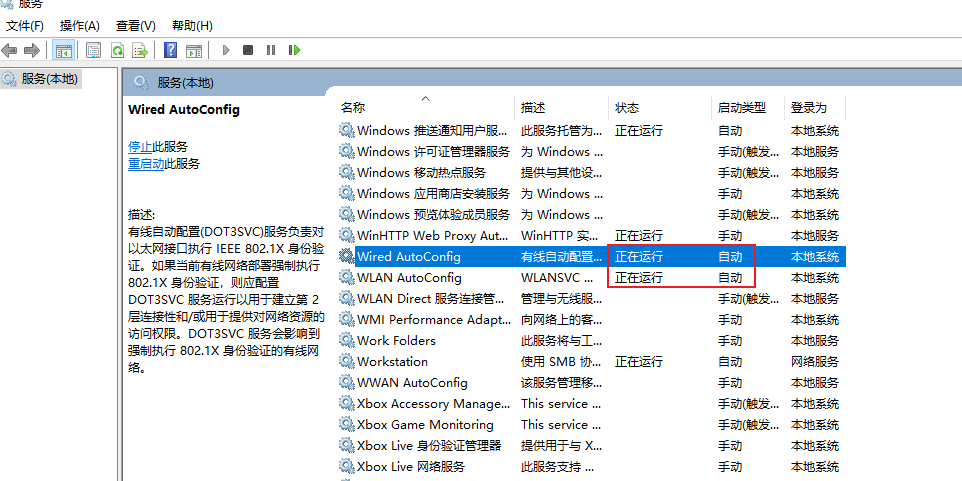 服务
文件(F) 操作(A) 查看(V) 帮助(H)
服务(本地)
服务(本地)
Wired AutoConfig
停止此服务
重启动此服务
描述:
有线自动配置(DOT3SVC)服务负责对
以太网接口执行 IEEE 802.1X 身份验
证。如果当前有线网络部署强制执行
802.1X 身份验证，则应配置
DOT3SVC 服务运行以用于建立第 2
层连接性和/或用于提供对网络资源的
访问权限。DOT3SVC 服务会影响到
强制执行 802.1X 身份验证的有线网
络。
名称 描述 状态 启动类型 登录为
Windows 推送通知用户服... 此服务托管为... 正在运行 自动 本地系统
Windows 许可证管理器服务 为 Windows ... 手动(触发... 本地服务
Windows 移动热点服务 提供与其他设... 手动(触发... 本地服务
Windows 应用商店安装服务 为 Windows ... 手动 本地系统
Windows 预览体验成员服务 为 Windows ... 手动 本地系统
WinHTTP Web Proxy Aut... WinHTTP 实... 正在运行 手动 本地服务
Wired AutoConfig 有线自动配置... 正在运行 自动 本地系统
WLAN AutoConfig WLANSVC ... 正在运行 自动 本地系统
WLAN Direct 服务连接管... 管理与无线服... 手动(触发... 本地服务
WMI Performance Adapt... 向网络上的客... 手动 本地系统
Work Folders 此服务将与工... 手动 本地服务
Workstation 使用 SMB 协... 正在运行 自动 网络服务
WWAN AutoConfig 该服务管理移... 手动 本地服务
Xbox Accessory Manage... This service ... 手动(触发... 本地系统
Xbox Game Monitoring This service ... 手动(触发... 本地系统
Xbox Live 身份验证管理器 提供用于与 X... 手动 本地系统
Xbox Live 网络服务 此服务支持 ... 手动 本地系统